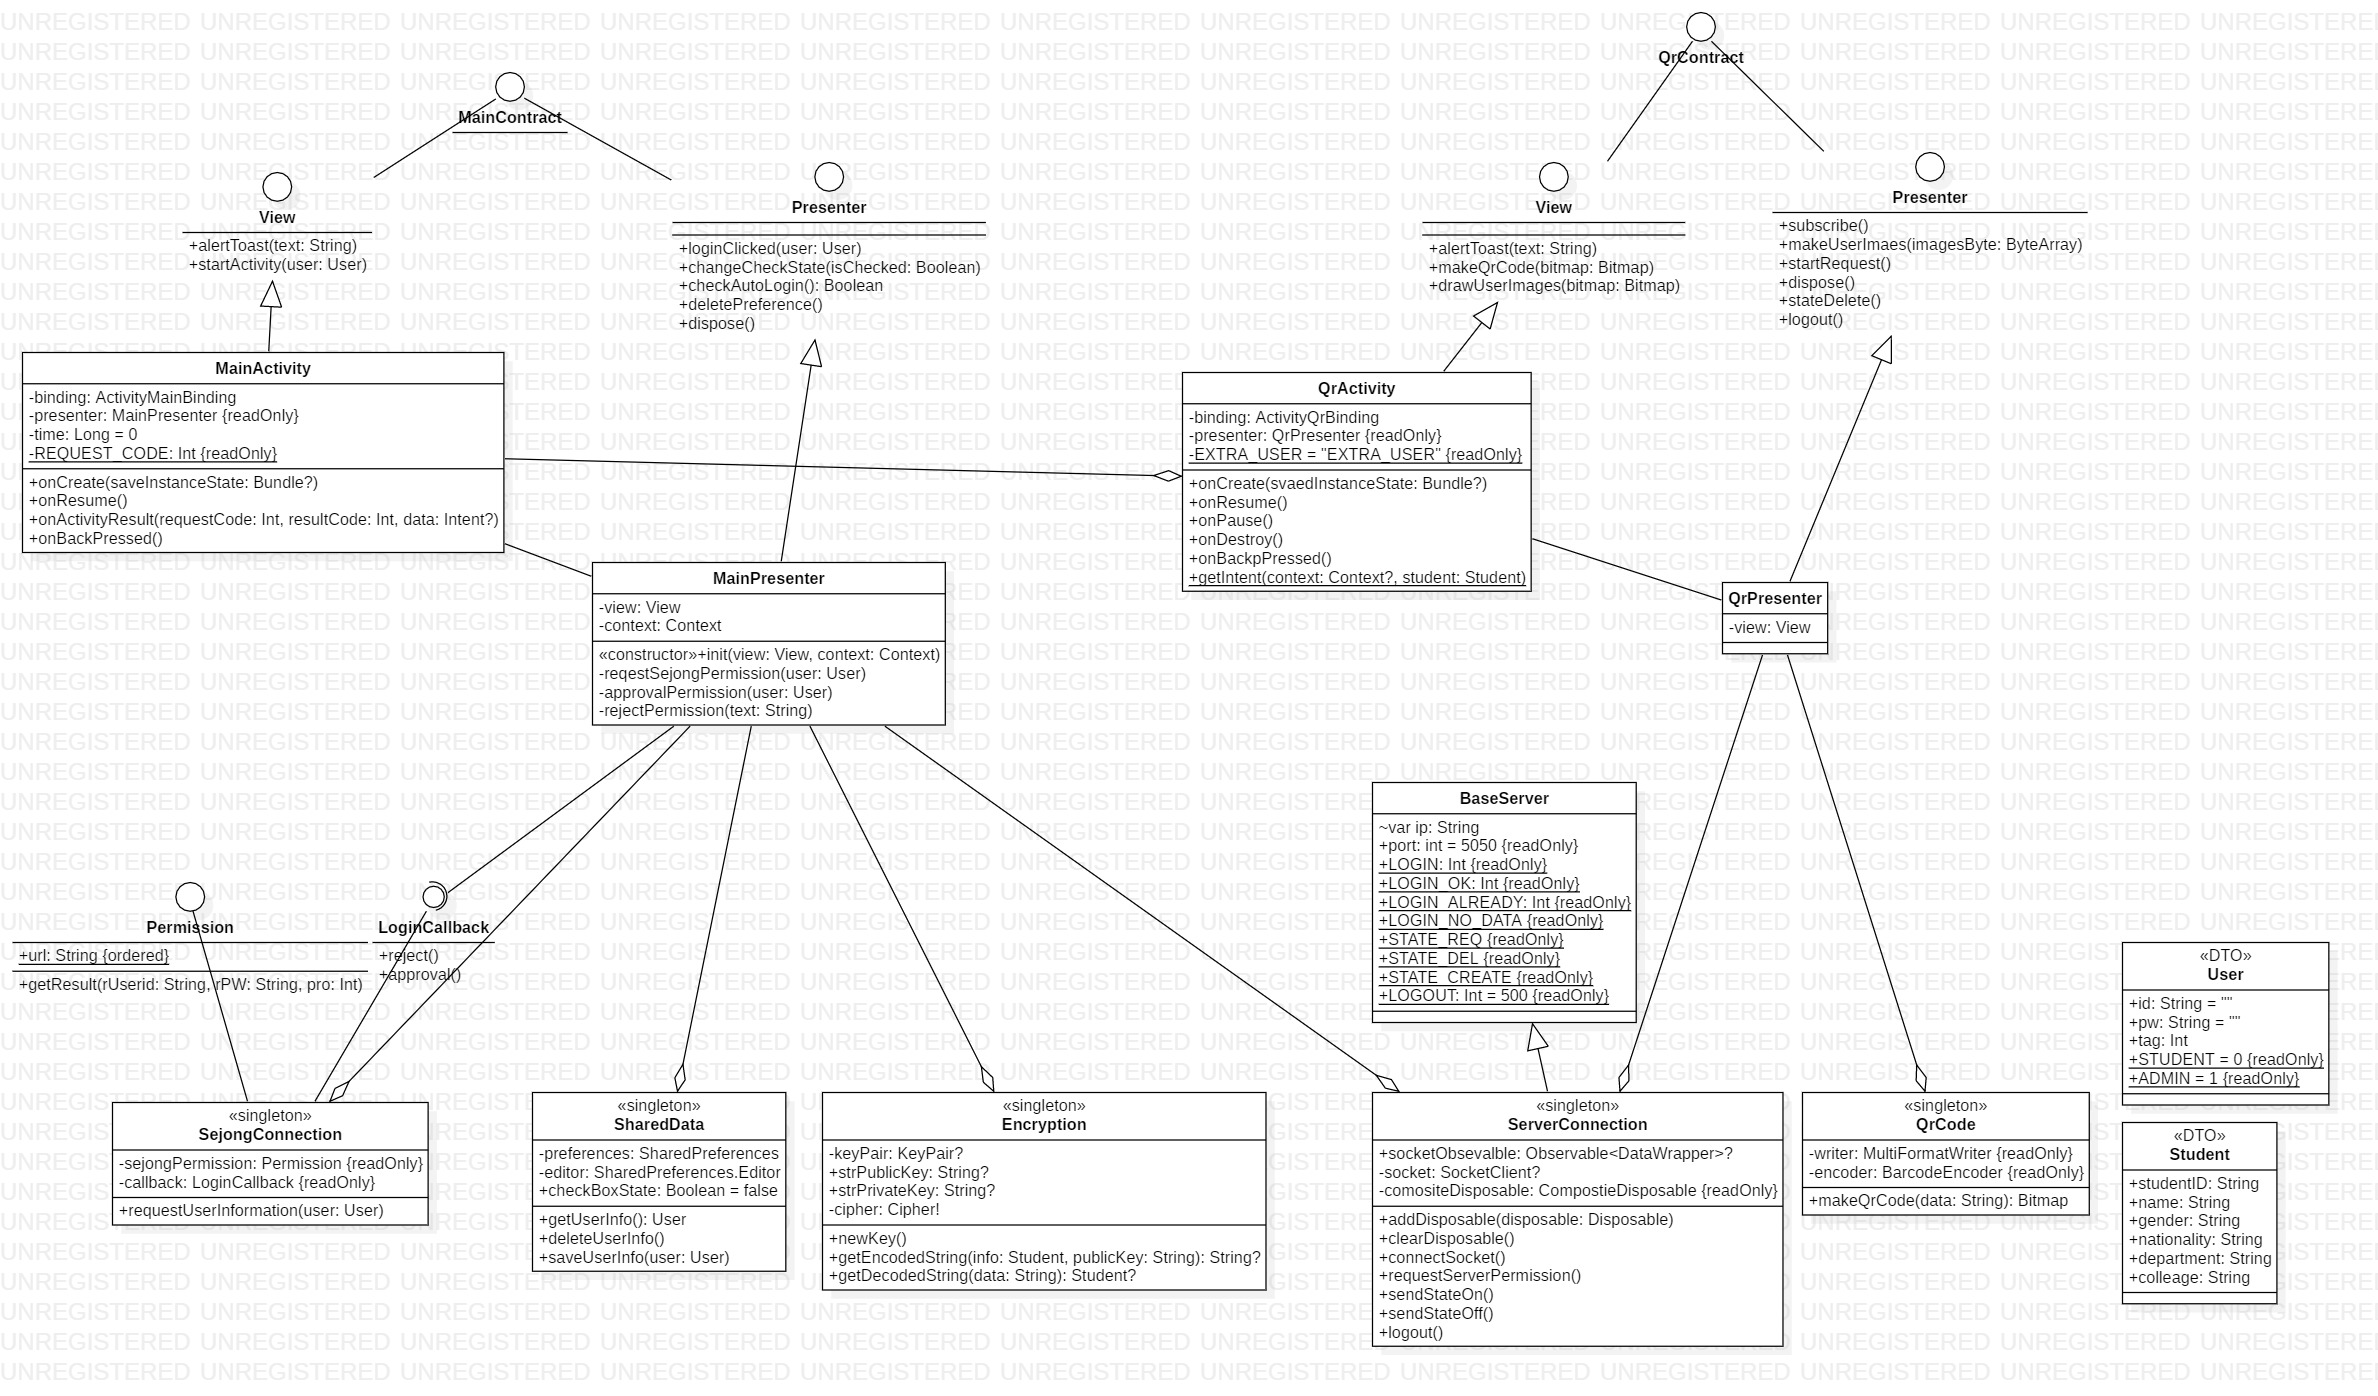 MainContract
View
+alertToast(text: String)
+startActivity(user: User)
Presenter
+loginClicked(user: User)
+changeCheckState(isChecked: Boolean)
+checkAutoLogin(): Boolean
+deletePreference()
+dispose()
QrContract
View
+alertToast(text: String)
+makeQrCode(bitmap: Bitmap)
+drawUserImages(bitmap: Bitmap)
Presenter
+subscribe()
+makeUserImaes(imagesByte: ByteArray)
+startRequest()
+dispose()
+stateDelete()
+logout()
MainActivity
-binding: ActivityMainBinding
-presenter: MainPresenter {readOnly}
-time: Long = 0
-REQUEST_CODE: Int {readOnly}
+onCreate(saveInstanceState: Bundle?)
+onResume()
+onActivityResult(requestCode: Int, resultCode: Int, data: Intent?)
+onBackPressed()
QrActivity
-binding: ActivityQrBinding
-presenter: QrPresenter {readOnly}
-EXTRA_USER = "EXTRA_USER" {readOnly}
+onCreate(svaedInstanceState: Bundle?)
+onResume()
+onPause()
+onDestroy()
+onBackpPressed()
+getIntent(context: Context?, student: Student)
MainPresenter
-view: View
-context: Context
«constructor»+init(view: View, context: Context)
-reqestSejongPermission(user: User)
-approvalPermission(user: User)
-rejectPermission(text: String)
QrPresenter
-view: View
BaseServer
~var ip: String
+port: int = 5050 {readOnly}
+LOGIN: Int {readOnly}
+LOGIN_OK: Int {readOnly}
+LOGIN_ALREADY: Int {readOnly}
+LOGIN_NO_DATA {readOnly}
+STATE_REQ {readOnly}
+STATE_DEL {readOnly}
+STATE_CREATE {readOnly}
+LOGOUT: Int = 500 {readOnly}
Permission
+url: String {ordered}
+getResult(rUserid: String, rPW: String, pro: Int)
LoginCallback
+reject()
+approval()
«singleton»
SejongConnection
-sejongPermission: Permission {readOnly}
-callback: LoginCallback {readOnly}
+requestUserInformation(user: User)
«singleton»
SharedData
-preferences: SharedPreferences
-editor: SharedPreferences.Editor
+checkBoxState: Boolean = false
+getUserInfo(): User
+deleteUserInfo()
+saveUserInfo(user: User)
«singleton»
Encryption
-keyPair: KeyPair?
+strPublicKey: String?
+strPrivateKey: String?
-cipher: Cipher!
+newKey()
+getEncodedString(info: Student, publicKey: String): String?
+getDecodedString(data: String): Student?
«singleton»
ServerConnection
+socketObsevalble: Observable<DataWrapper>?
-socket: SocketClient?
-comositeDisposable: CompostieDisposable {readOnly}
+addDisposable(disposable: Disposable)
+clearDisposable()
+connectSocket()
+requestServerPermission()
+sendStateOn()
+sendStateOff()
+logout()
«singleton»
QrCode
-writer: MultiFormatWriter {readOnly}
-encoder: BarcodeEncoder {readOnly}
+makeQrCode(data: String): Bitmap
«DTO»
User
+id: String = ""
+pw: String = ""
+tag: Int
+STUDENT = 0 {readOnly}
+ADMIN = 1 {readOnly}
«DTO»
Student
+studentID: String
+name: String
+gender: String
+nationality: String
+department: String
+colleage: String